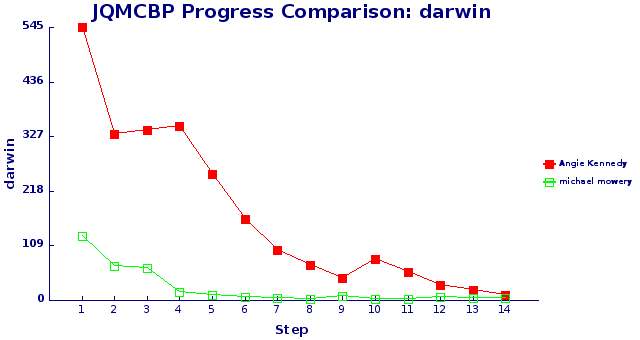 JQMCBP Progress Comparison: darwin
545
436
327
218
109
0
darwin
1 2 3 4 5 6 7 8 9 10 11 12 13 14
Step
Angie Kennedy
michael mowery